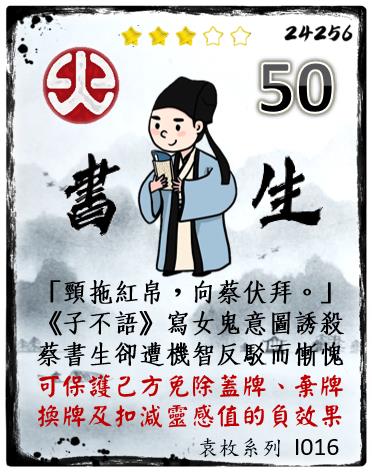 24256
火
50
書生
「頸拖紅帛，向蔡伏拜。」
《子不語》寫女鬼意圖誘殺
蔡書生卻遭機智反駁而慚愧
可保護己方免除蓋牌、棄牌
換牌及扣減靈感值的負效果
袁枚系列 I016